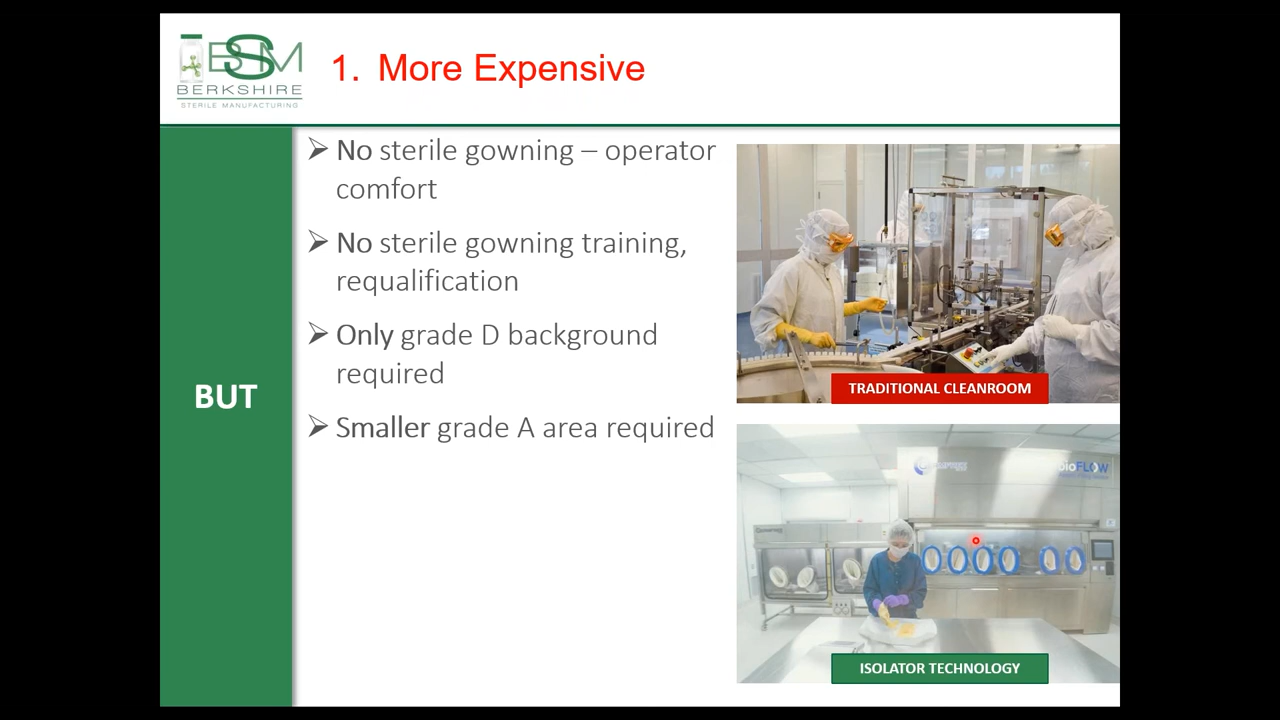 BSM
BERKSHIRE
STERILE MANUFACTURING
1. More Expensive
BUT
➢ No sterile gowning – operator
comfort
➢ No sterile gowning training,
requalification
➢ Only grade D background
required
➢ Smaller grade A area required
TRADITIONAL CLEANROOM
bioFLOW
ISOLATOR TECHNOLOGY